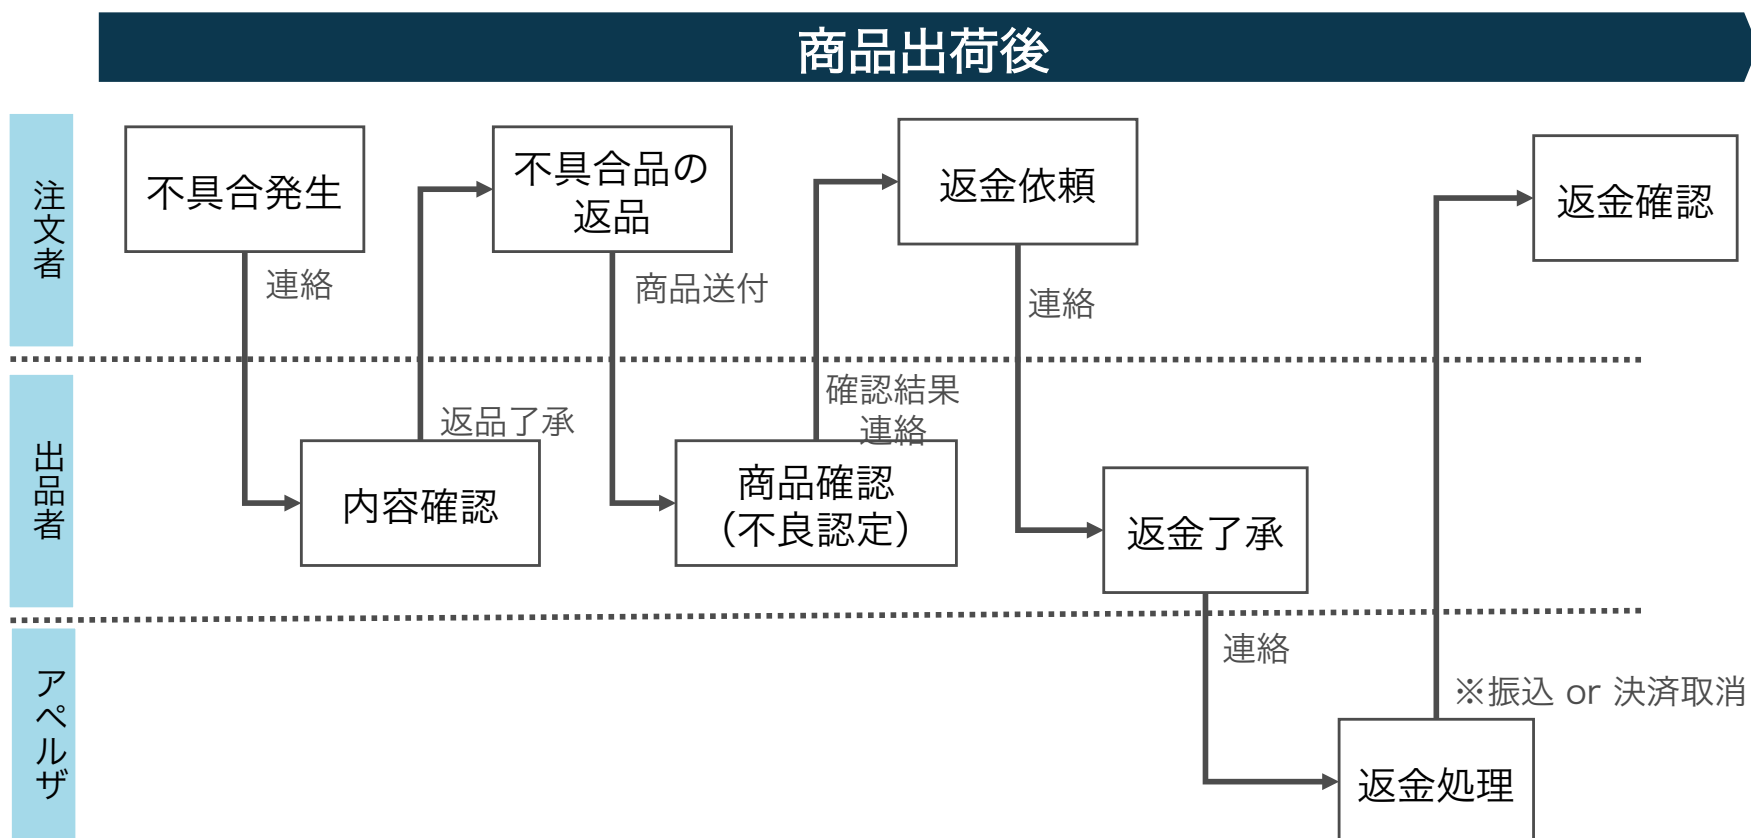 商品出荷後
注文者
不具合発生
不具合品の
返品
返金依頼
返金確認
連絡
商品送付
連絡
出品者
返品了承
確認結果
連絡
内容確認
商品確認
（不良認定）
返金了承
アペルザ
連絡
※振込 or 決済取消
返金処理